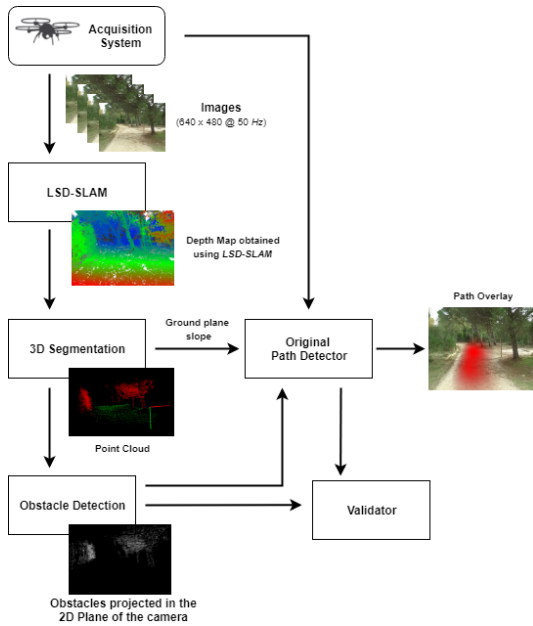 Acquisition
System
Images
(640 x 480 @ 50 Hz)
LSD-SLAM
Depth Map obtained
using LSD-SLAM
Path Overlay
3D Segmentation
Ground plane
slope
Original
Path Detector
Point Cloud
Obstacle Detection
Validator
Obstacles projected in the
2D Plane of the camera